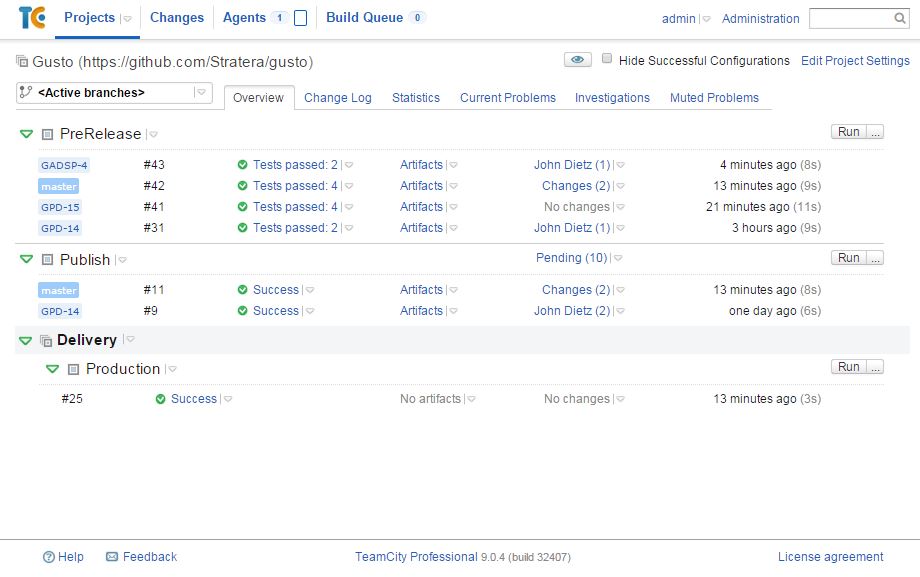 TC Projects Changes Agents 1 Build Queue 0 admin Administration
Gusto (https://github.com/Stratera/gusto) Hide Successful Configurations Edit Project Settings
<Active branches> Overview Change Log Statistics Current Problems Investigations Muted Problems
PreRelease Run ...
GADSP-4 #43 Tests passed: 2 Artifacts John Dietz (1) 4 minutes ago (8s)
master #42 Tests passed: 4 Artifacts Changes (2) 13 minutes ago (9s)
GPD-15 #41 Tests passed: 4 Artifacts No changes 21 minutes ago (11s)
GPD-14 #31 Tests passed: 2 Artifacts John Dietz (1) 3 hours ago (9s)
Publish Pending (10) Run ...
master #11 Success Artifacts Changes (2) 13 minutes ago (8s)
GPD-14 #9 Success Artifacts John Dietz (2) one day ago (6s)
Delivery
Production Run ...
#25 Success No artifacts No changes 13 minutes ago (3s)
Help Feedback TeamCity Professional 9.0.4 (build 32407) License agreement